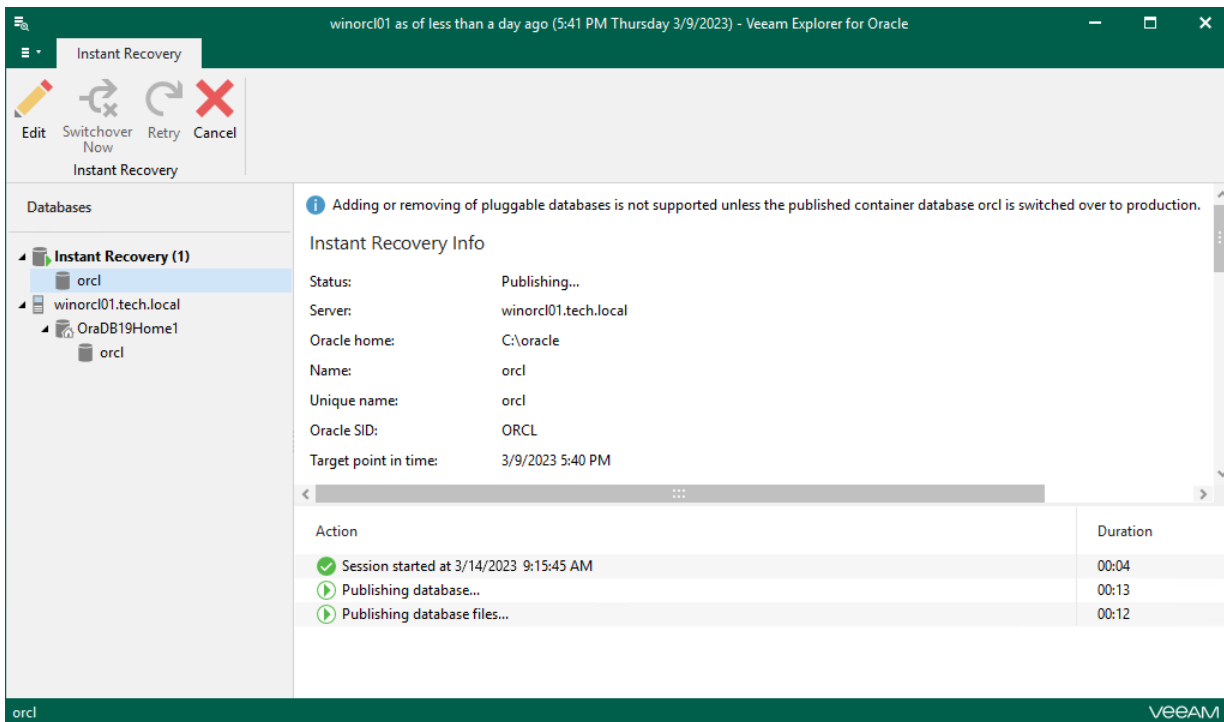 winorcl01 as of less than a day ago (5:41 PM Thursday 3/9/2023) - Veeam Explorer for Oracle
Instant Recovery
Edit
Switchover Now
Retry
Cancel
Instant Recovery
Databases
Instant Recovery (1)
orcl
winorcl01.tech.local
OraDB19Home1
orcl
Adding or removing of pluggable databases is not supported unless the published container database orcl is switched over to production.
Instant Recovery Info
Status: Publishing...
Server: winorcl01.tech.local
Oracle home: C:\oracle
Name: orcl
Unique name: orcl
Oracle SID: ORCL
Target point in time: 3/9/2023 5:40 PM
Action Duration
Session started at 3/14/2023 9:15:45 AM 00:04
Publishing database... 00:13
Publishing database files... 00:12
orcl
veeam